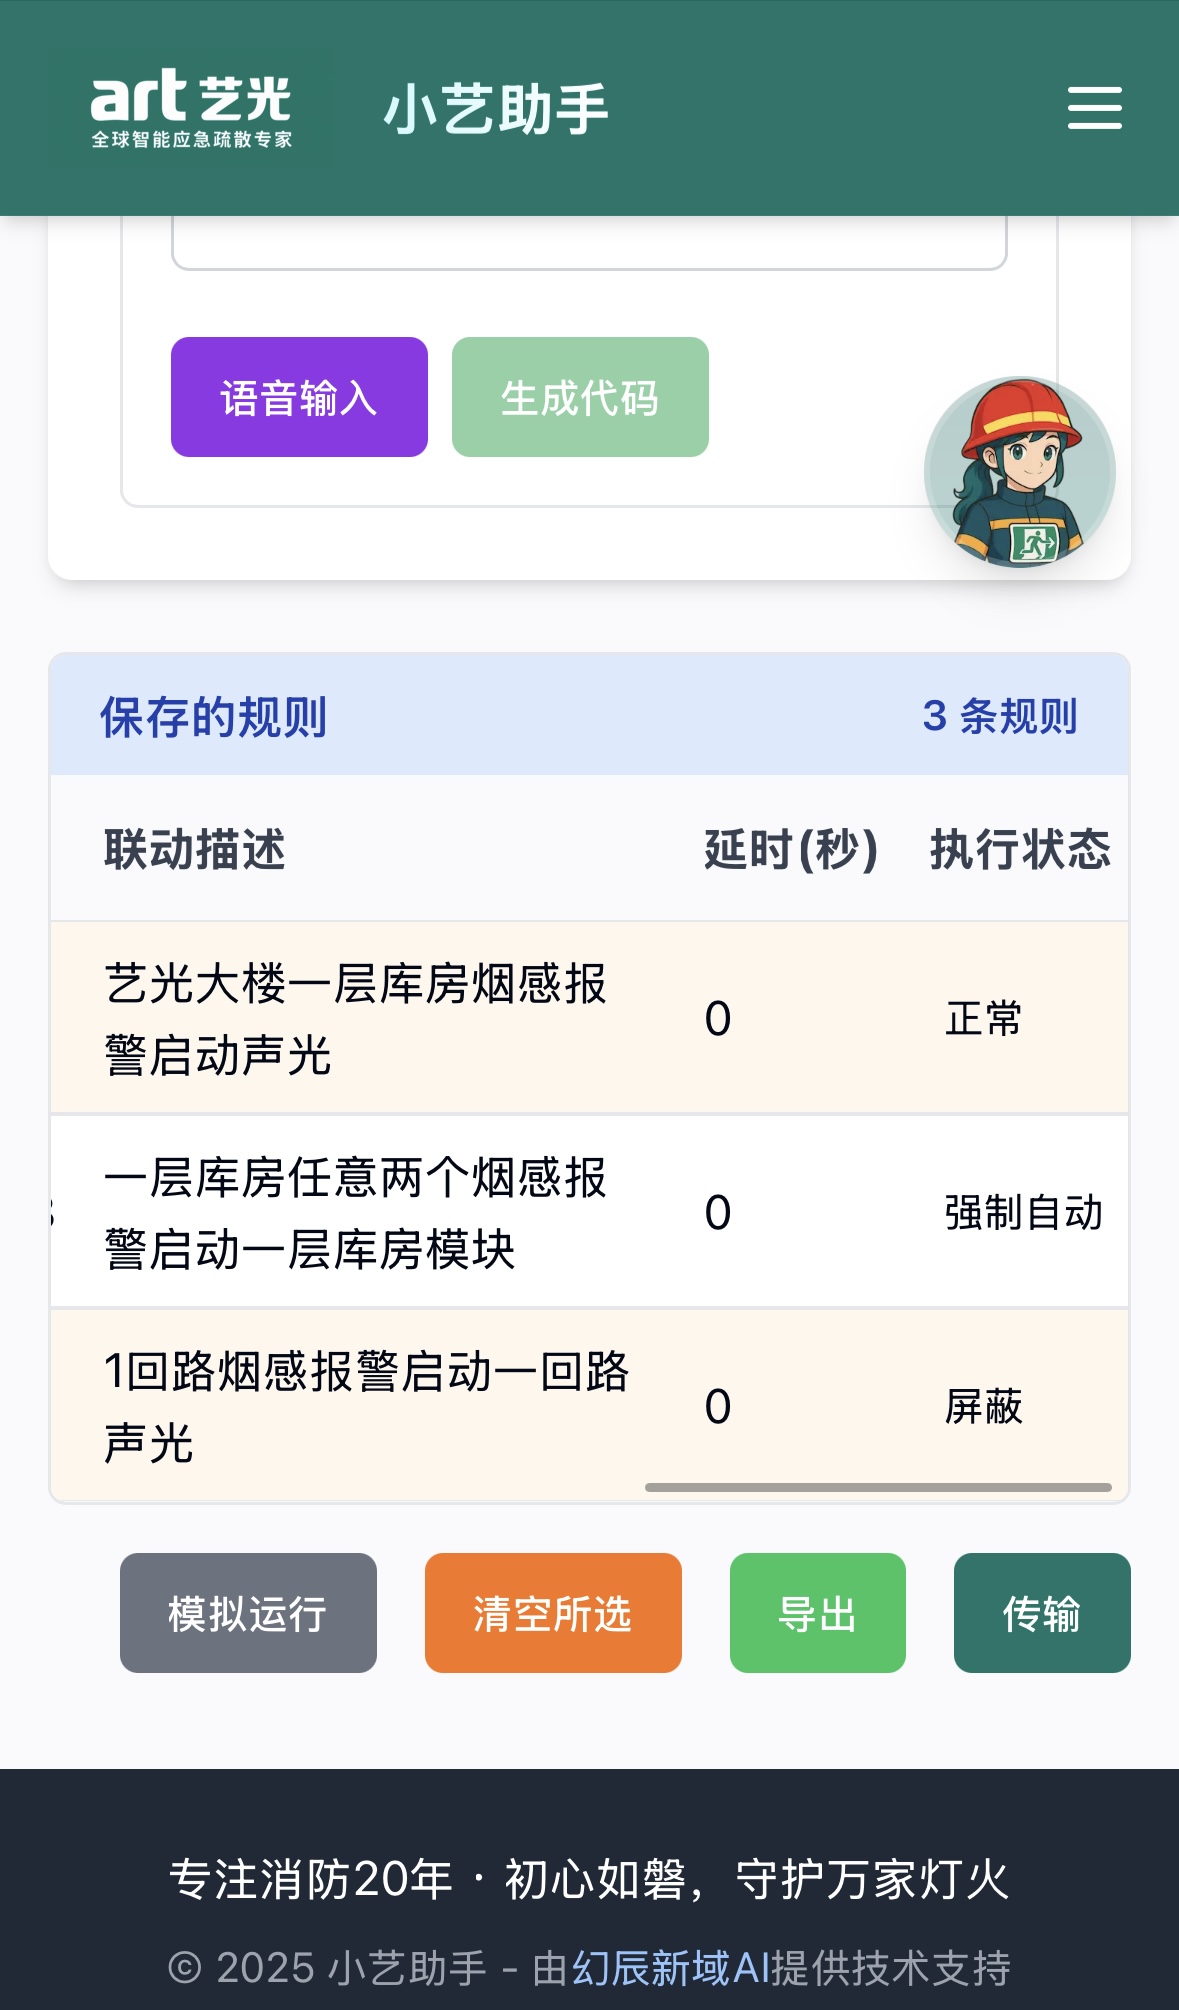 art 艺光
全球智能应急疏散专家
小艺助手
语音输入
生成代码
保存的规则
3 条规则
联动描述 延时(秒) 执行状态
艺光大楼一层库房烟感报
警启动声光
0
正常
一层库房任意两个烟感报
警启动一层库房模块
0
强制自动
1回路烟感报警启动一回路
声光
0
屏蔽
模拟运行
清空所选
导出
传输
专注消防20年 · 初心如磐，守护万家灯火
© 2025 小艺助手 - 由幻辰新域AI提供技术支持